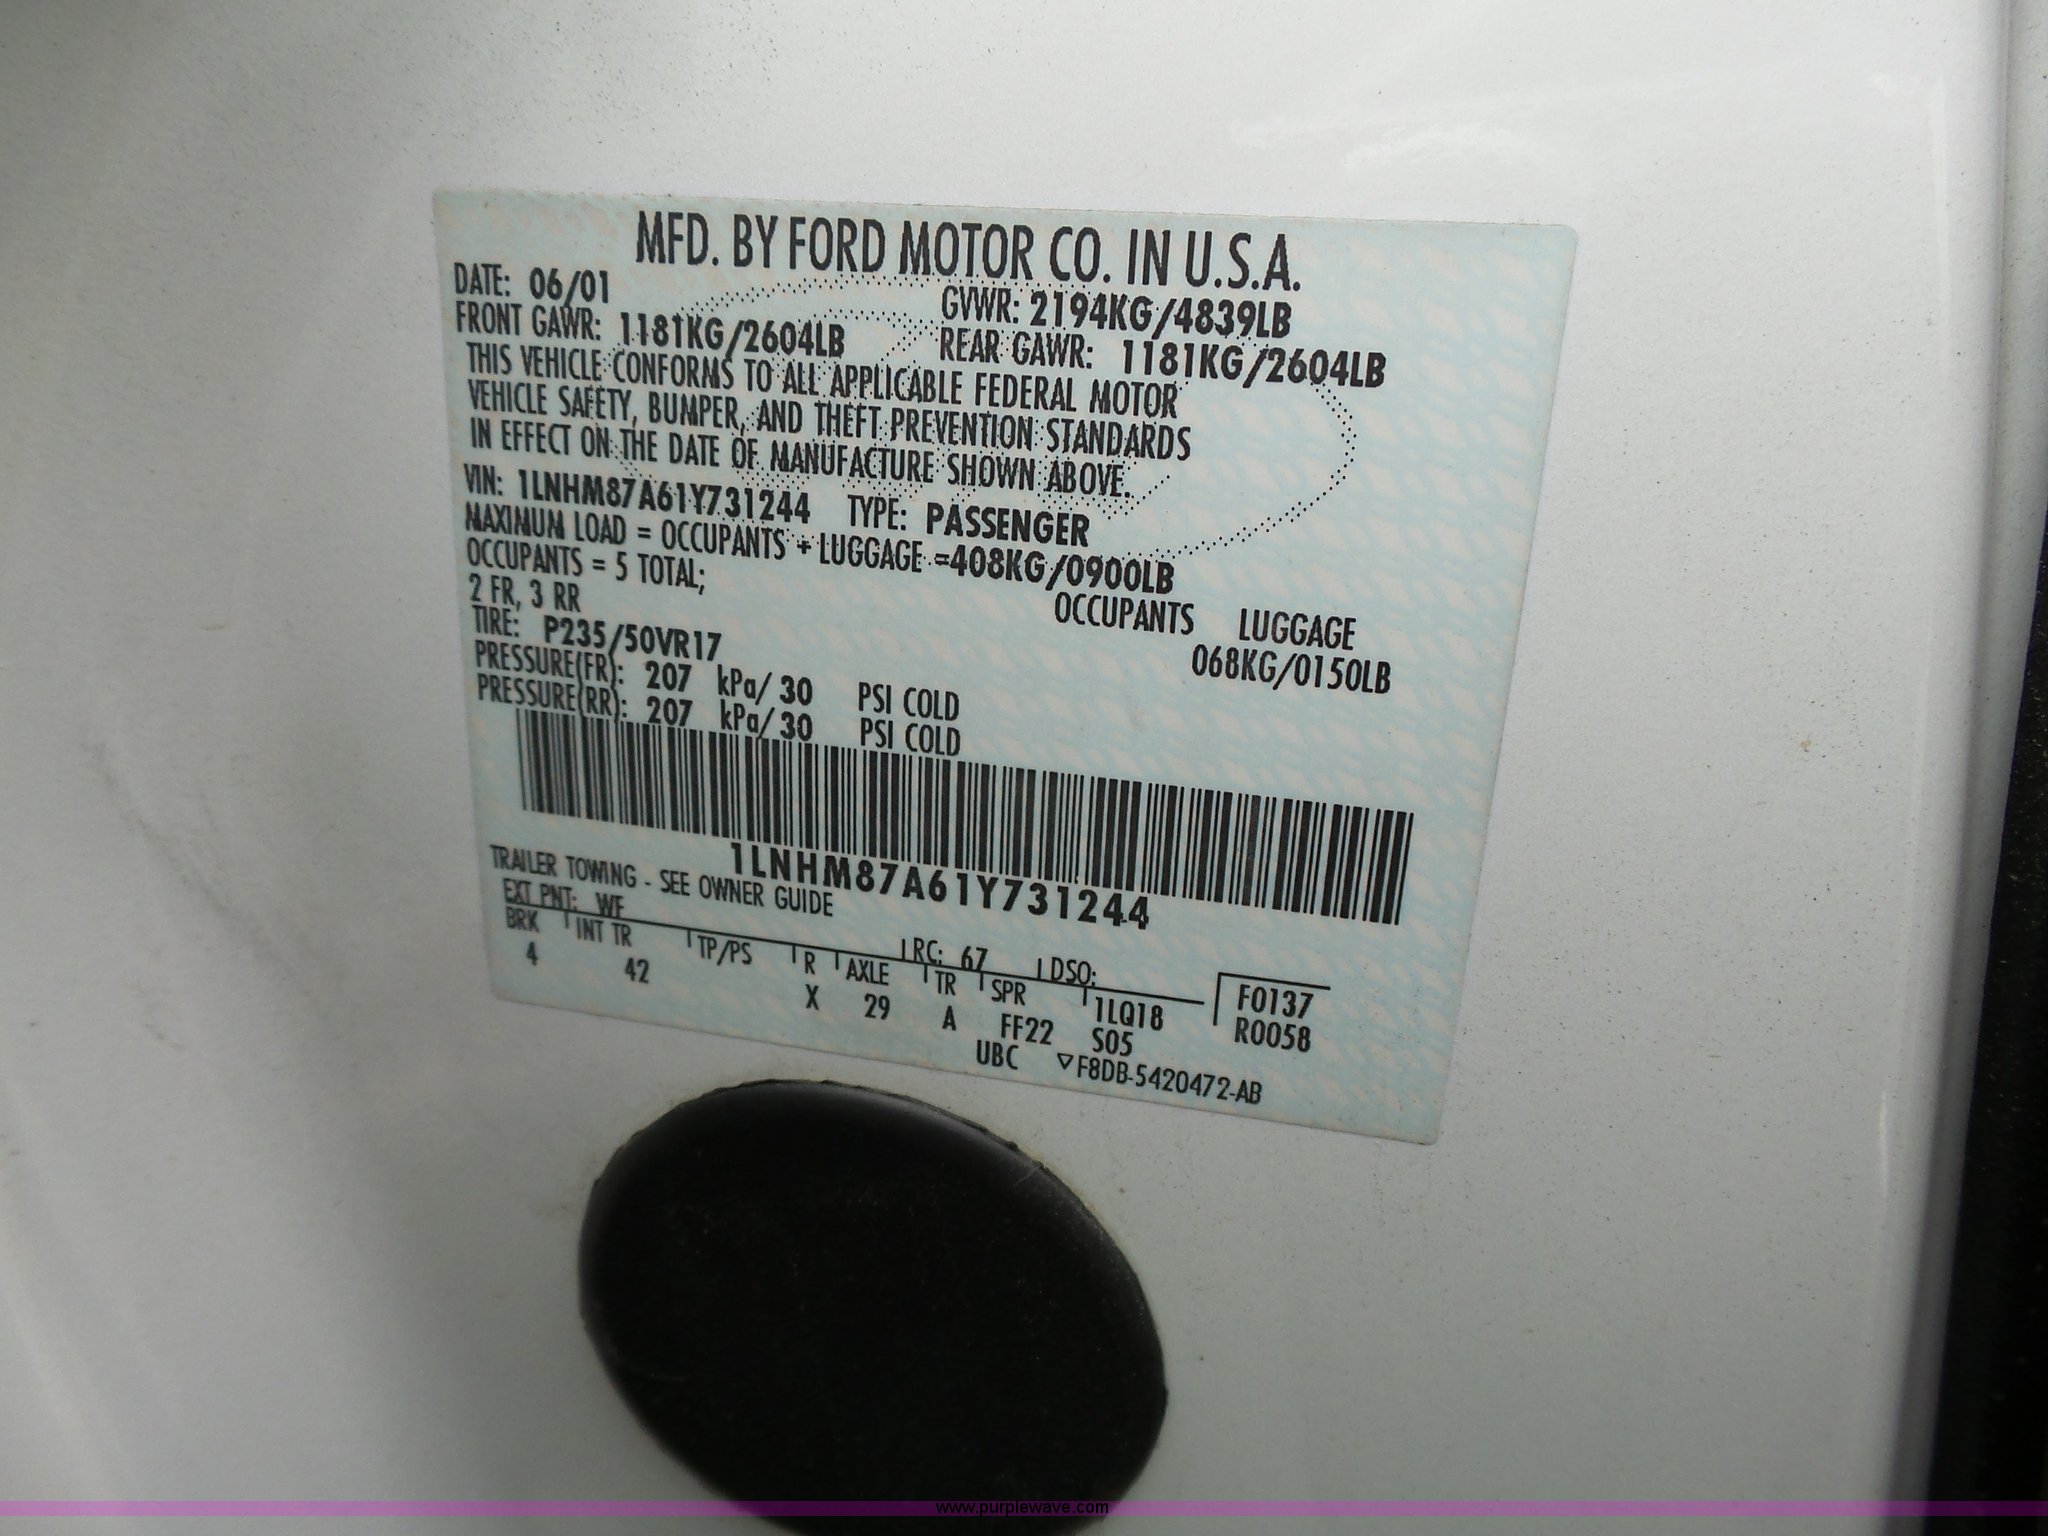 MFD. BY FORD MOTOR CO. IN U.S.A.
DATE: 06/01 GVWR: 2194KG/4839LB
FRONT GAWR: 1181KG/2604LB REAR GAWR: 1181KG/2604LB
THIS VEHICLE CONFORMS TO ALL APPLICABLE FEDERAL MOTOR
VEHICLE SAFETY, BUMPER, AND THEFT PREVENTION STANDARDS
IN EFFECT ON THE DATE OF MANUFACTURE SHOWN ABOVE.
VIN: 1LNHM87A61Y731244 TYPE: PASSENGER
MAXIMUM LOAD = OCCUPANTS + LUGGAGE =408KG/0900LB
OCCUPANTS = 5 TOTAL; OCCUPANTS LUGGAGE
2 FR, 3 RR 068KG/0150LB
TIRE: P235/50VR17
PRESSURE(FR): 207 kPa/ 30 PSI COLD
PRESSURE(RR): 207 kPa/ 30 PSI COLD
1LNHM87A61Y731244
TRAILER TOWING - SEE OWNER GUIDE
EXT PNT: WF RC: 67 DSO: F0137
BRK INT TR TP/PS R AXLE TR SPR 1LQ18 R0058
4 42 X 29 A FF22 S05
UBC ▽F8DB-5420472-AB
www.purplewave.com